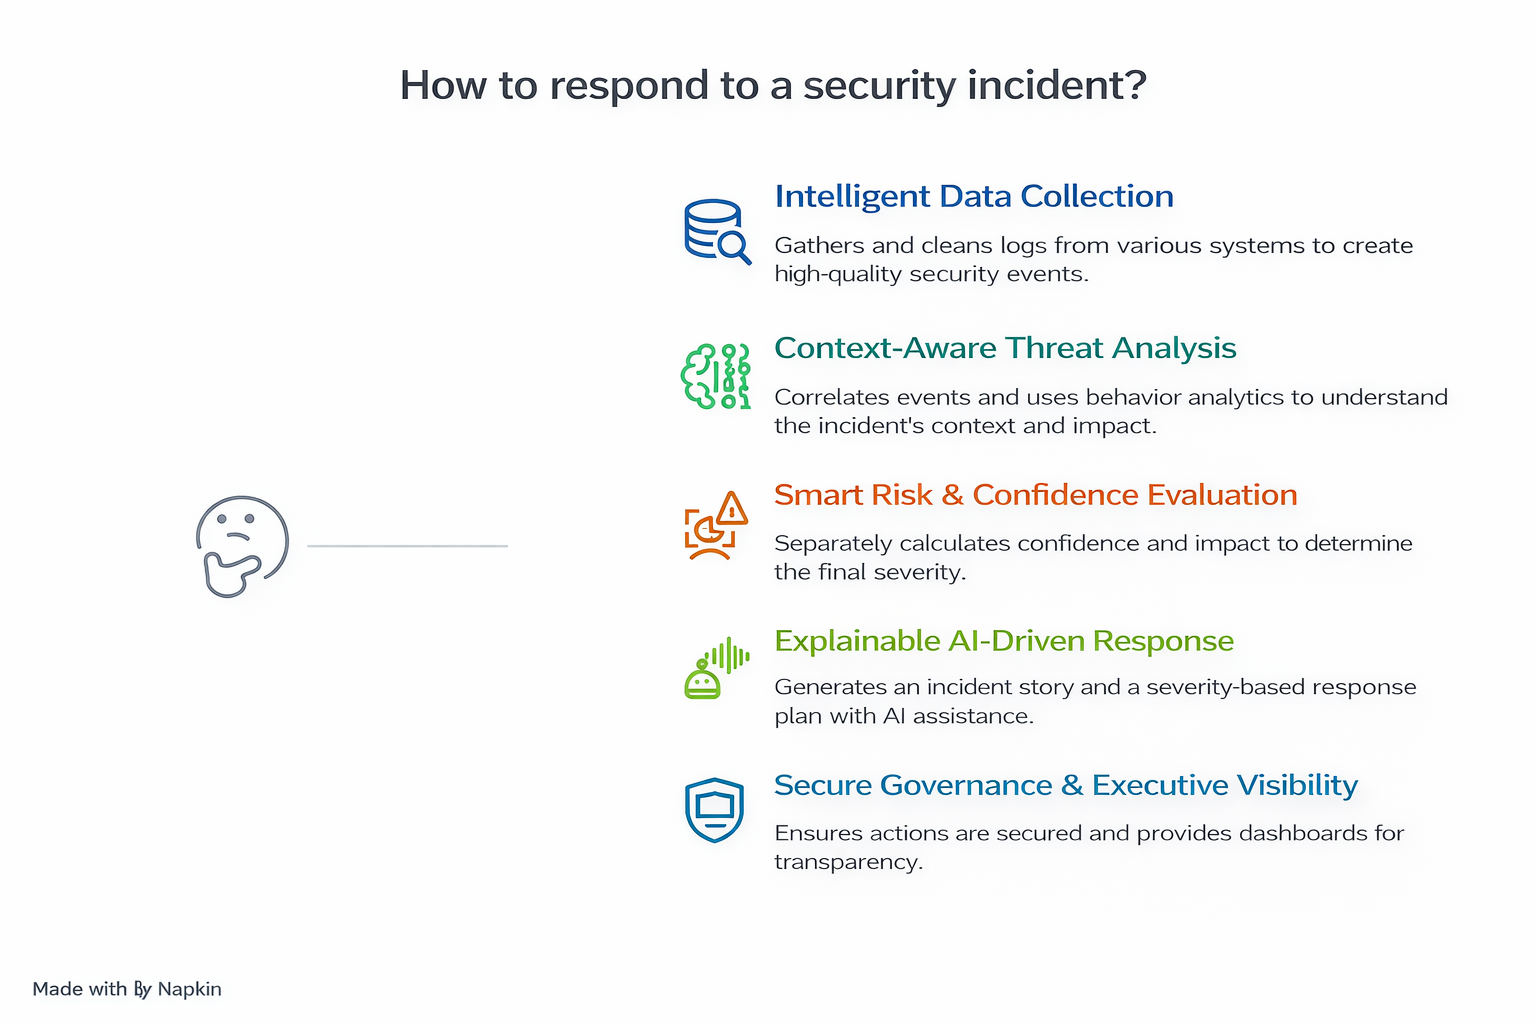 How to respond to a security incident?
Intelligent Data Collection
Gathers and cleans logs from various systems to create
high-quality security events.
Context-Aware Threat Analysis
Correlates events and uses behavior analytics to understand
the incident's context and impact.
Smart Risk & Confidence Evaluation
Separately calculates confidence and impact to determine
the final severity.
Explainable AI-Driven Response
Generates an incident story and a severity-based response
plan with AI assistance.
Secure Governance & Executive Visibility
Ensures actions are secured and provides dashboards for
transparency.
Made with By Napkin